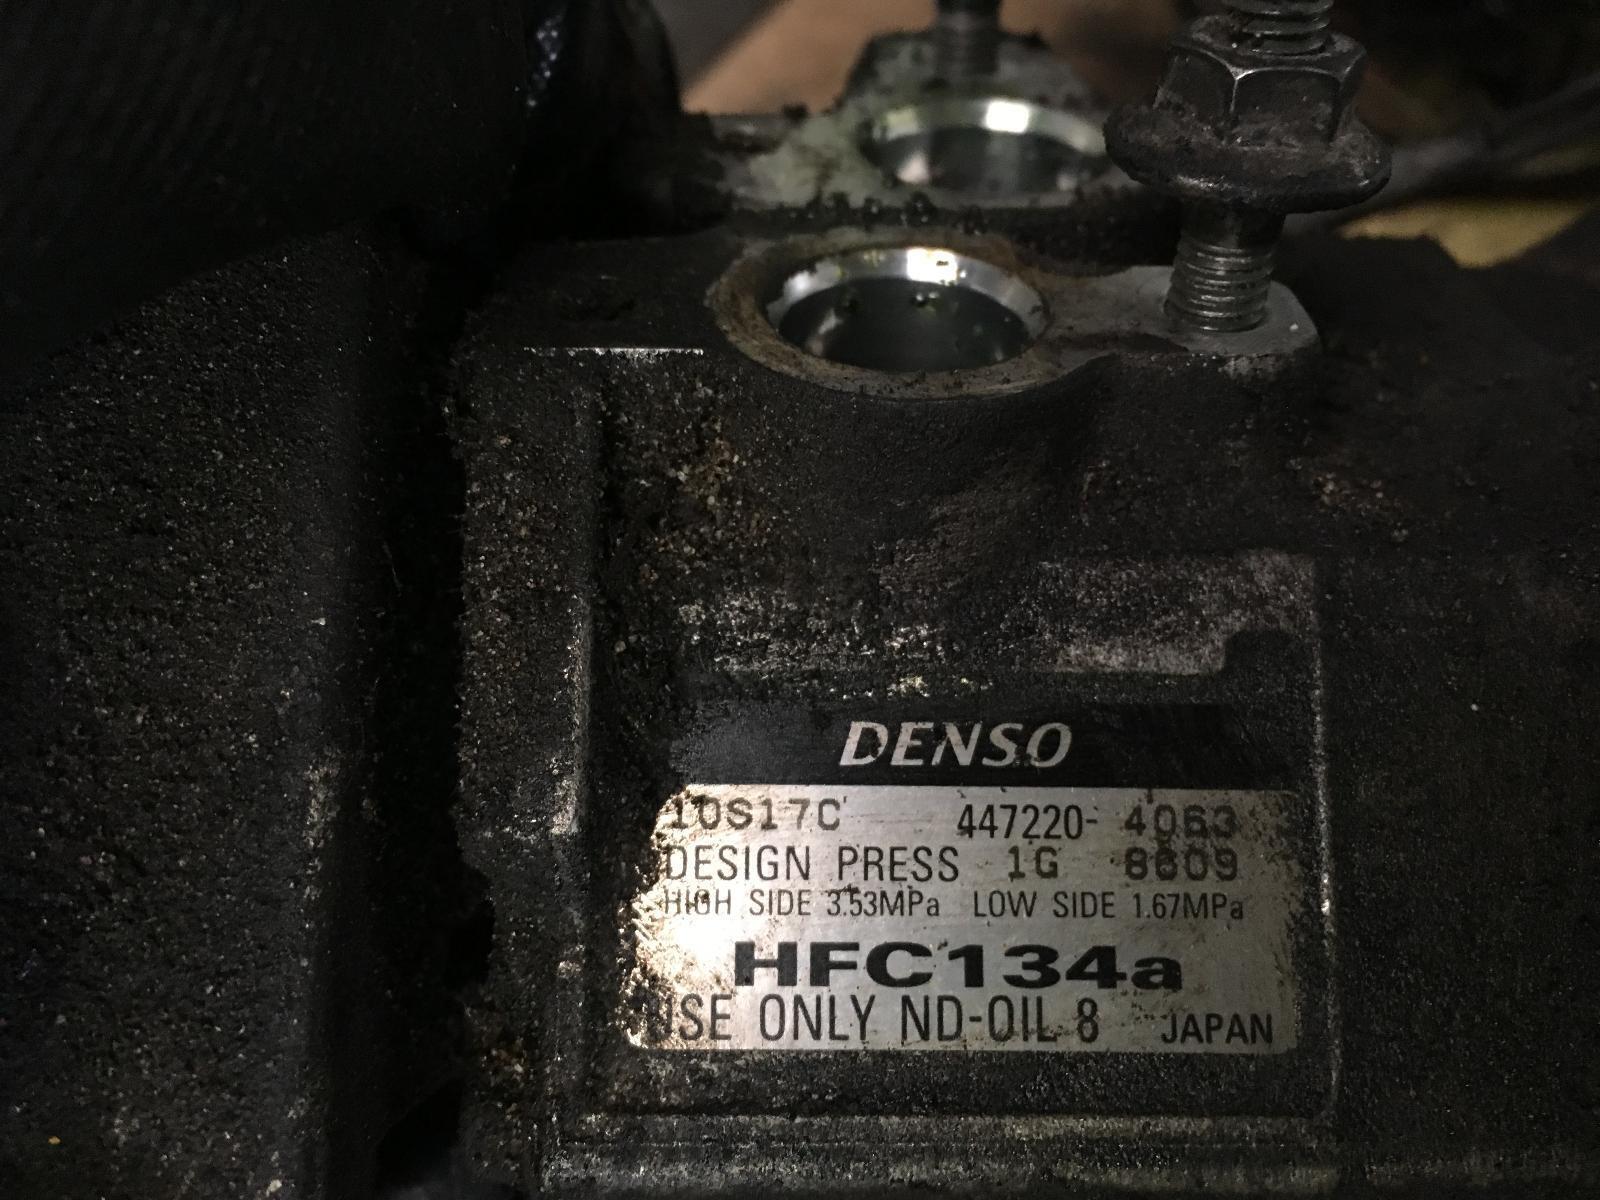 DENSO
10S17C 447220- 4063
DESIGN PRESS 1G 8609
HIGH SIDE 3.53MPa LOW SIDE 1.67MPa
HFC134a
USE ONLY ND-OIL 8 JAPAN